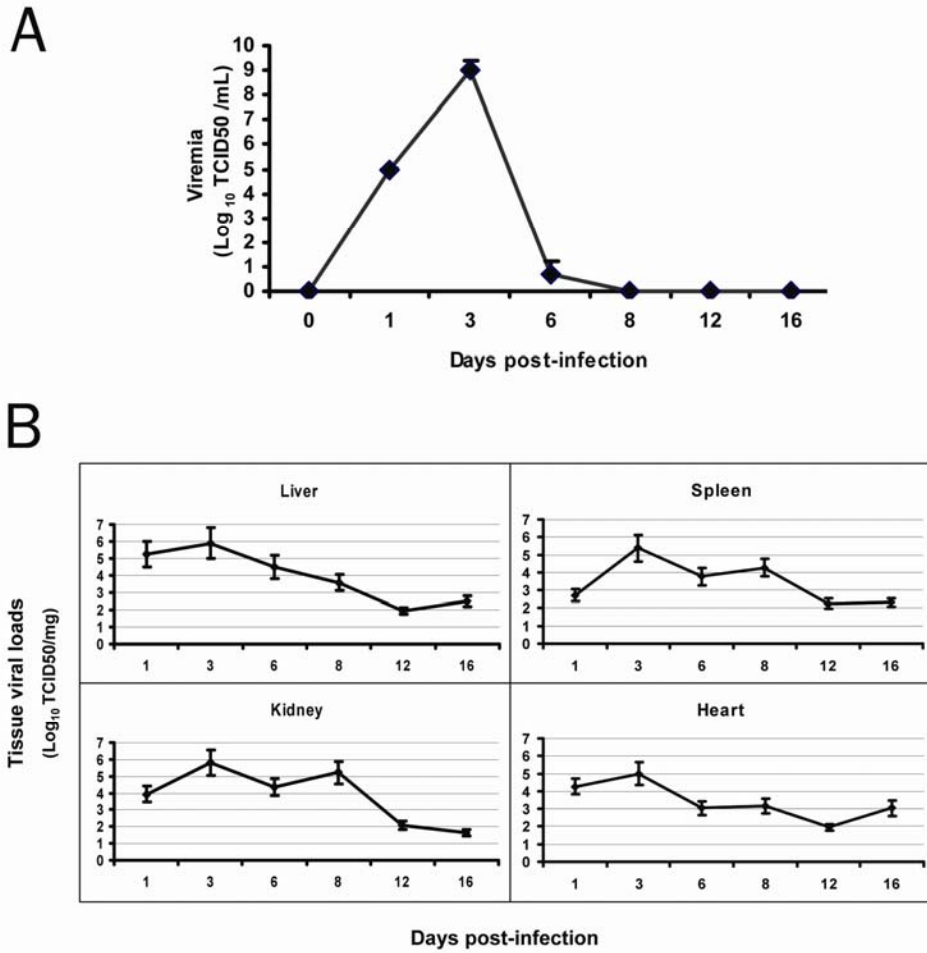 A
Viremia
(Log 10 TCID50 /mL)
10
9
8
7
6
5
4
3
2
1
0
0 1 3 6 8 12 16
Days post-infection
B
Tissue viral loads
(Log10 TCID50/mg)
Liver
7
6
5
4
3
2
1
0
1 3 6 8 12 16
Spleen
7
6
5
4
3
2
1
0
1 3 6 8 12 16
Kidney
7
6
5
4
3
2
1
0
1 3 6 8 12 16
Heart
7
6
5
4
3
2
1
0
1 3 6 8 12 16
Days post-infection